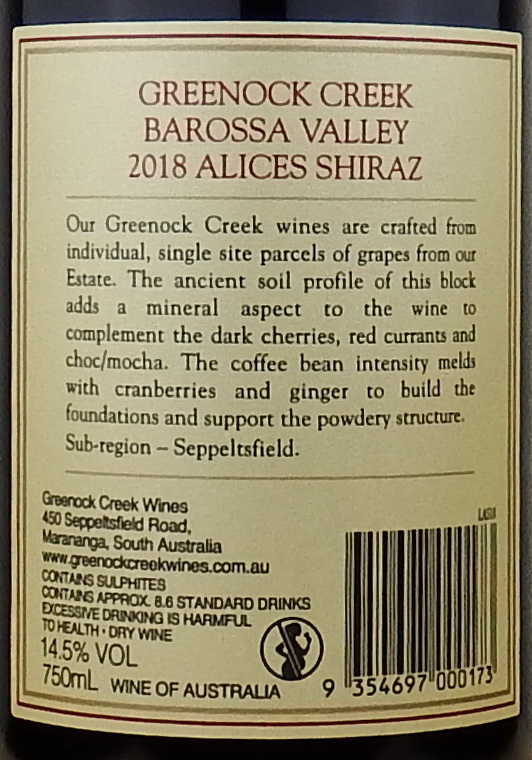 GREENOCK CREEK
BAROSSA VALLEY
2018 ALICES SHIRAZ
Our Greenock Creek wines are crafted from
individual, single site parcels of grapes from our
Estate. The ancient soil profile of this block
adds a mineral aspect to the wine to
complement the dark cherries, red currants and
choc/mocha. The coffee bean intensity melds
with cranberries and ginger to build the
foundations and support the powdery structure.
Sub-region – Seppeltsfield.
Greenock Creek Wines
450 Seppeltsfield Road,
Marananga, South Australia
www.greenockcreekwines.com.au
CONTAINS SULPHITES
CONTAINS APPROX. 8.6 STANDARD DRINKS
EXCESSIVE DRINKING IS HARMFUL
TO HEALTH · DRY WINE
14.5% VOL
750mL WINE OF AUSTRALIA
9 354697 000173